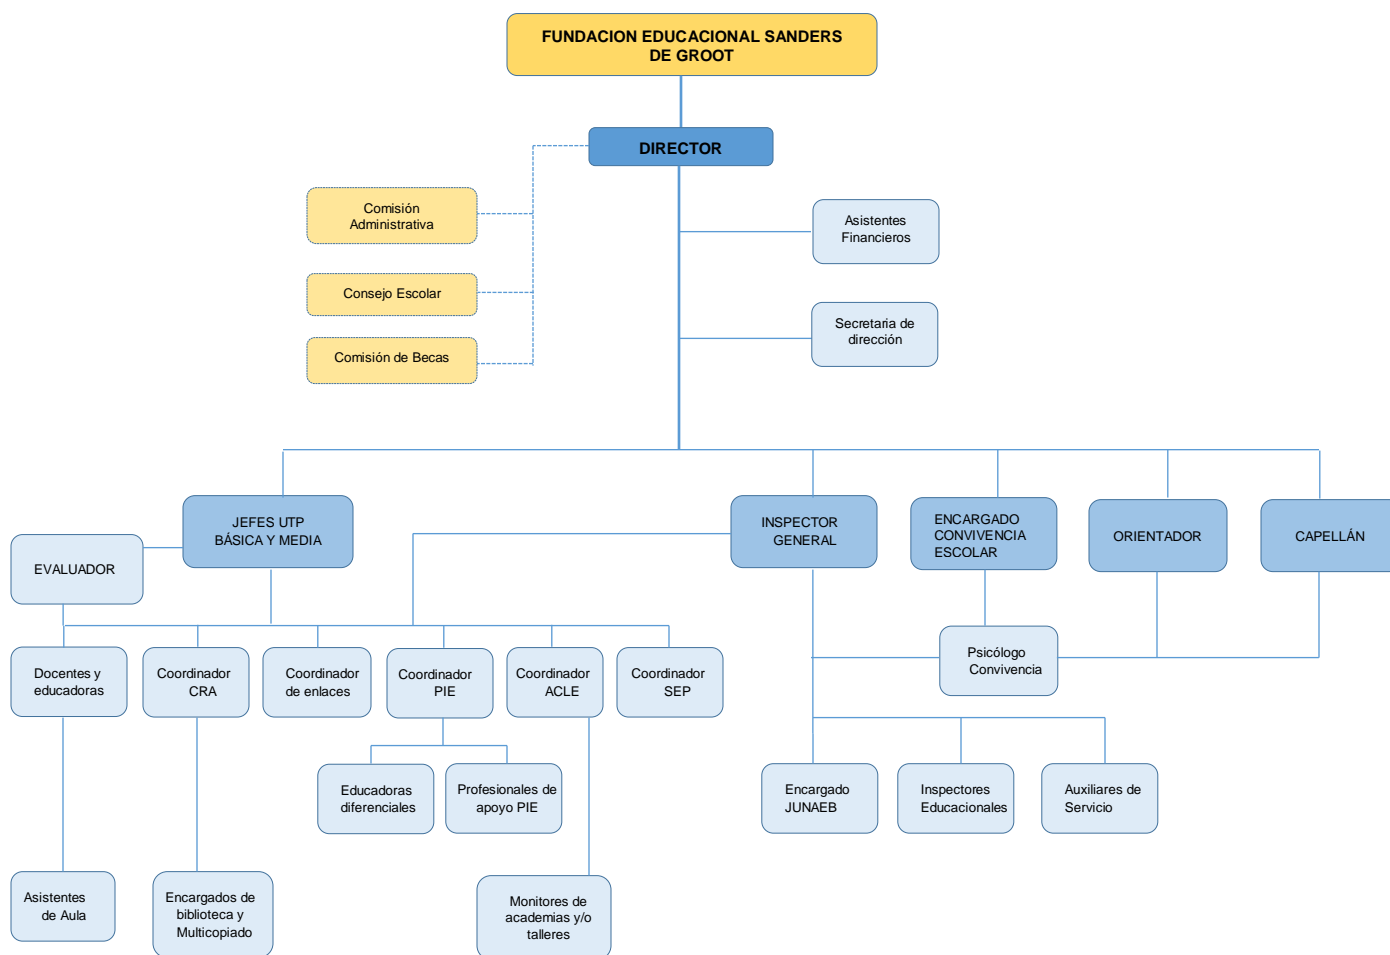 FUNDACION EDUCACIONAL SANDERS
DE GROOT
DIRECTOR
Comisión
Administrativa
Asistentes
Financieros
Consejo Escolar
Secretaria de
dirección
Comisión de Becas
JEFES UTP
BÁSICA Y MEDIA
INSPECTOR
GENERAL
ENCARGADO
CONVIVENCIA
ESCOLAR
ORIENTADOR
CAPELLÁN
EVALUADOR
Docentes y
educadoras
Coordinador
CRA
Coordinador
de enlaces
Coordinador
PIE
Coordinador
ACLE
Coordinador
SEP
Psicólogo
Convivencia
Educadoras
diferenciales
Profesionales de
apoyo PIE
Encargado
JUNAEB
Inspectores
Educacionales
Auxiliares de
Servicio
Asistentes
de Aula
Encargados de
biblioteca y
Multicopiado
Monitores de
academias y/o
talleres